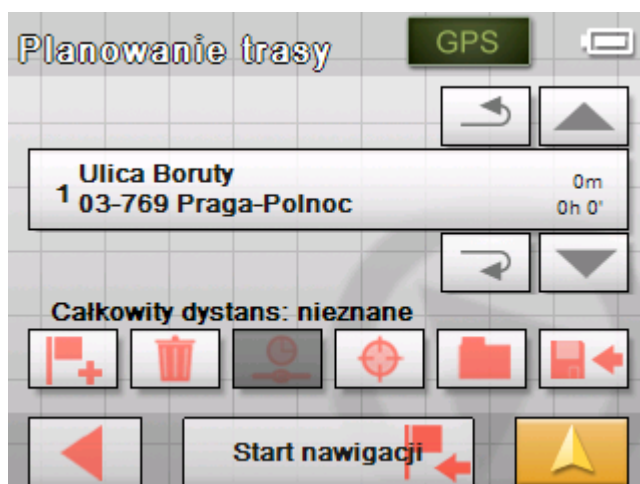 Planowanie trasy
GPS
1 Ulica Boruty
03-769 Praga-Polnoc
0m
0h 0'
Całkowity dystans: nieznane
Start nawigacji